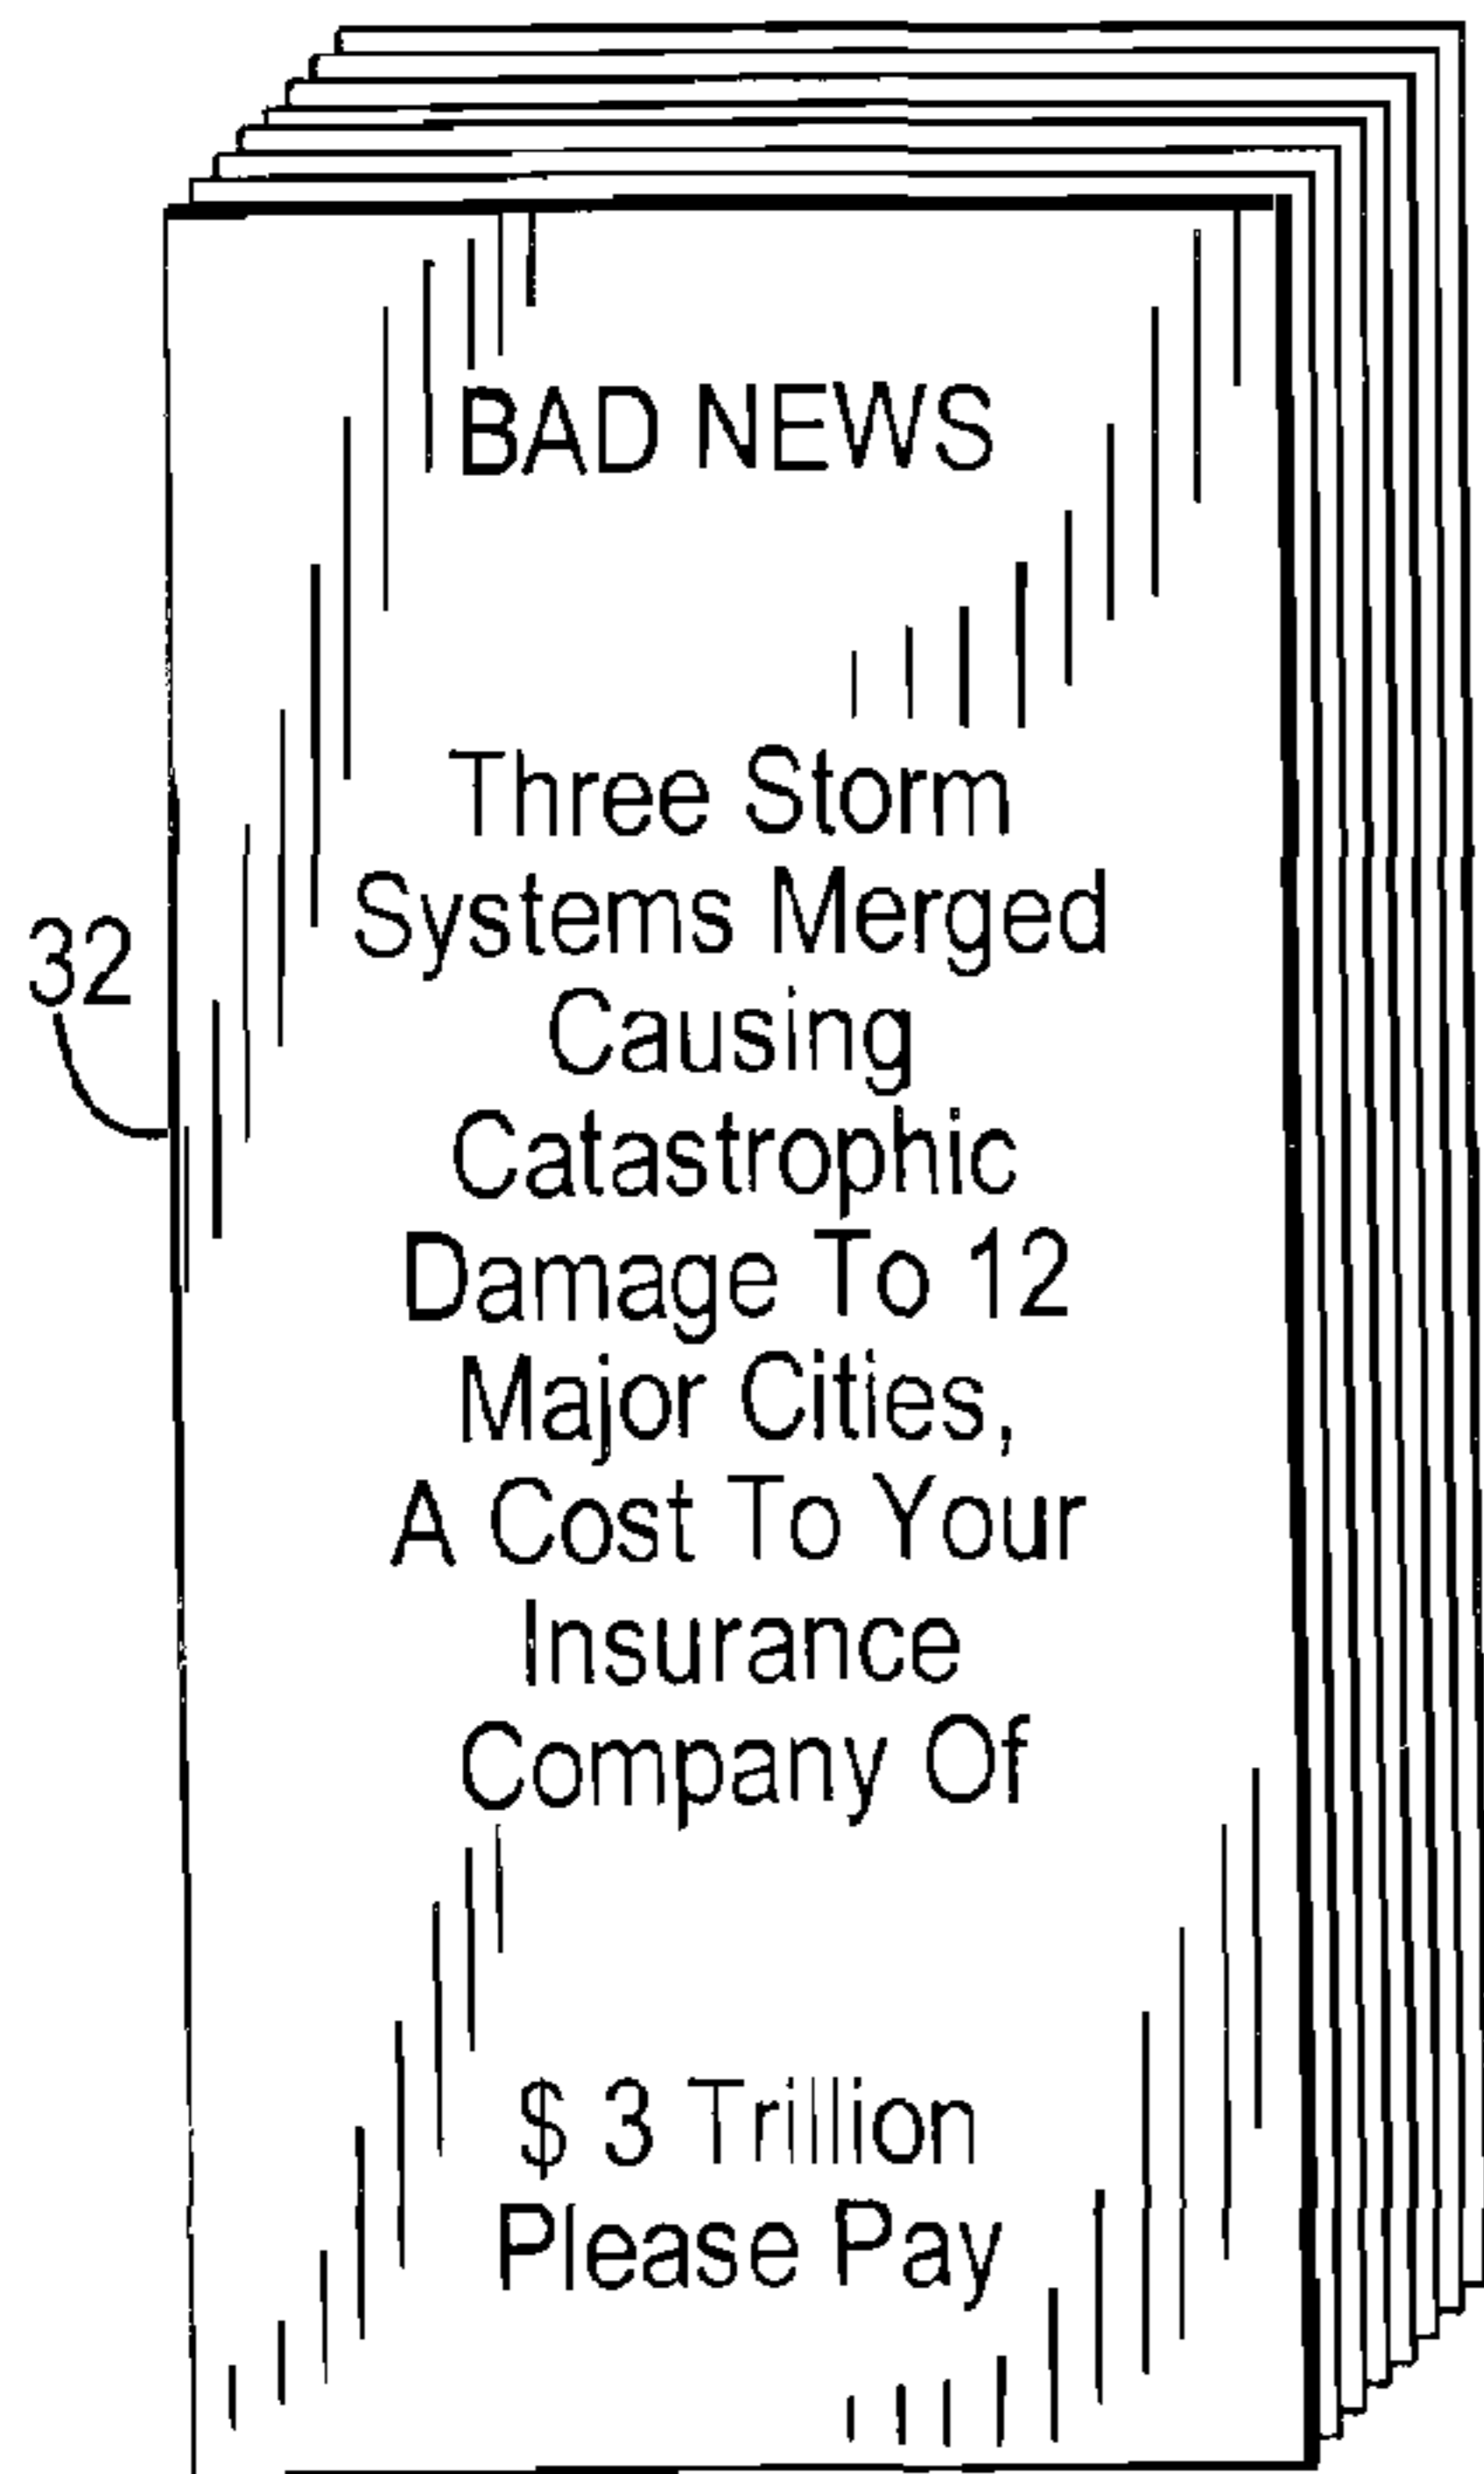 BAD NEWS
Three Storm
Systems Merged
Causing
Catastrophic
Damage To 12
Major Cities,
A Cost To Your
Insurance
Company Of
$ 3 Trillion
Please Pay
32